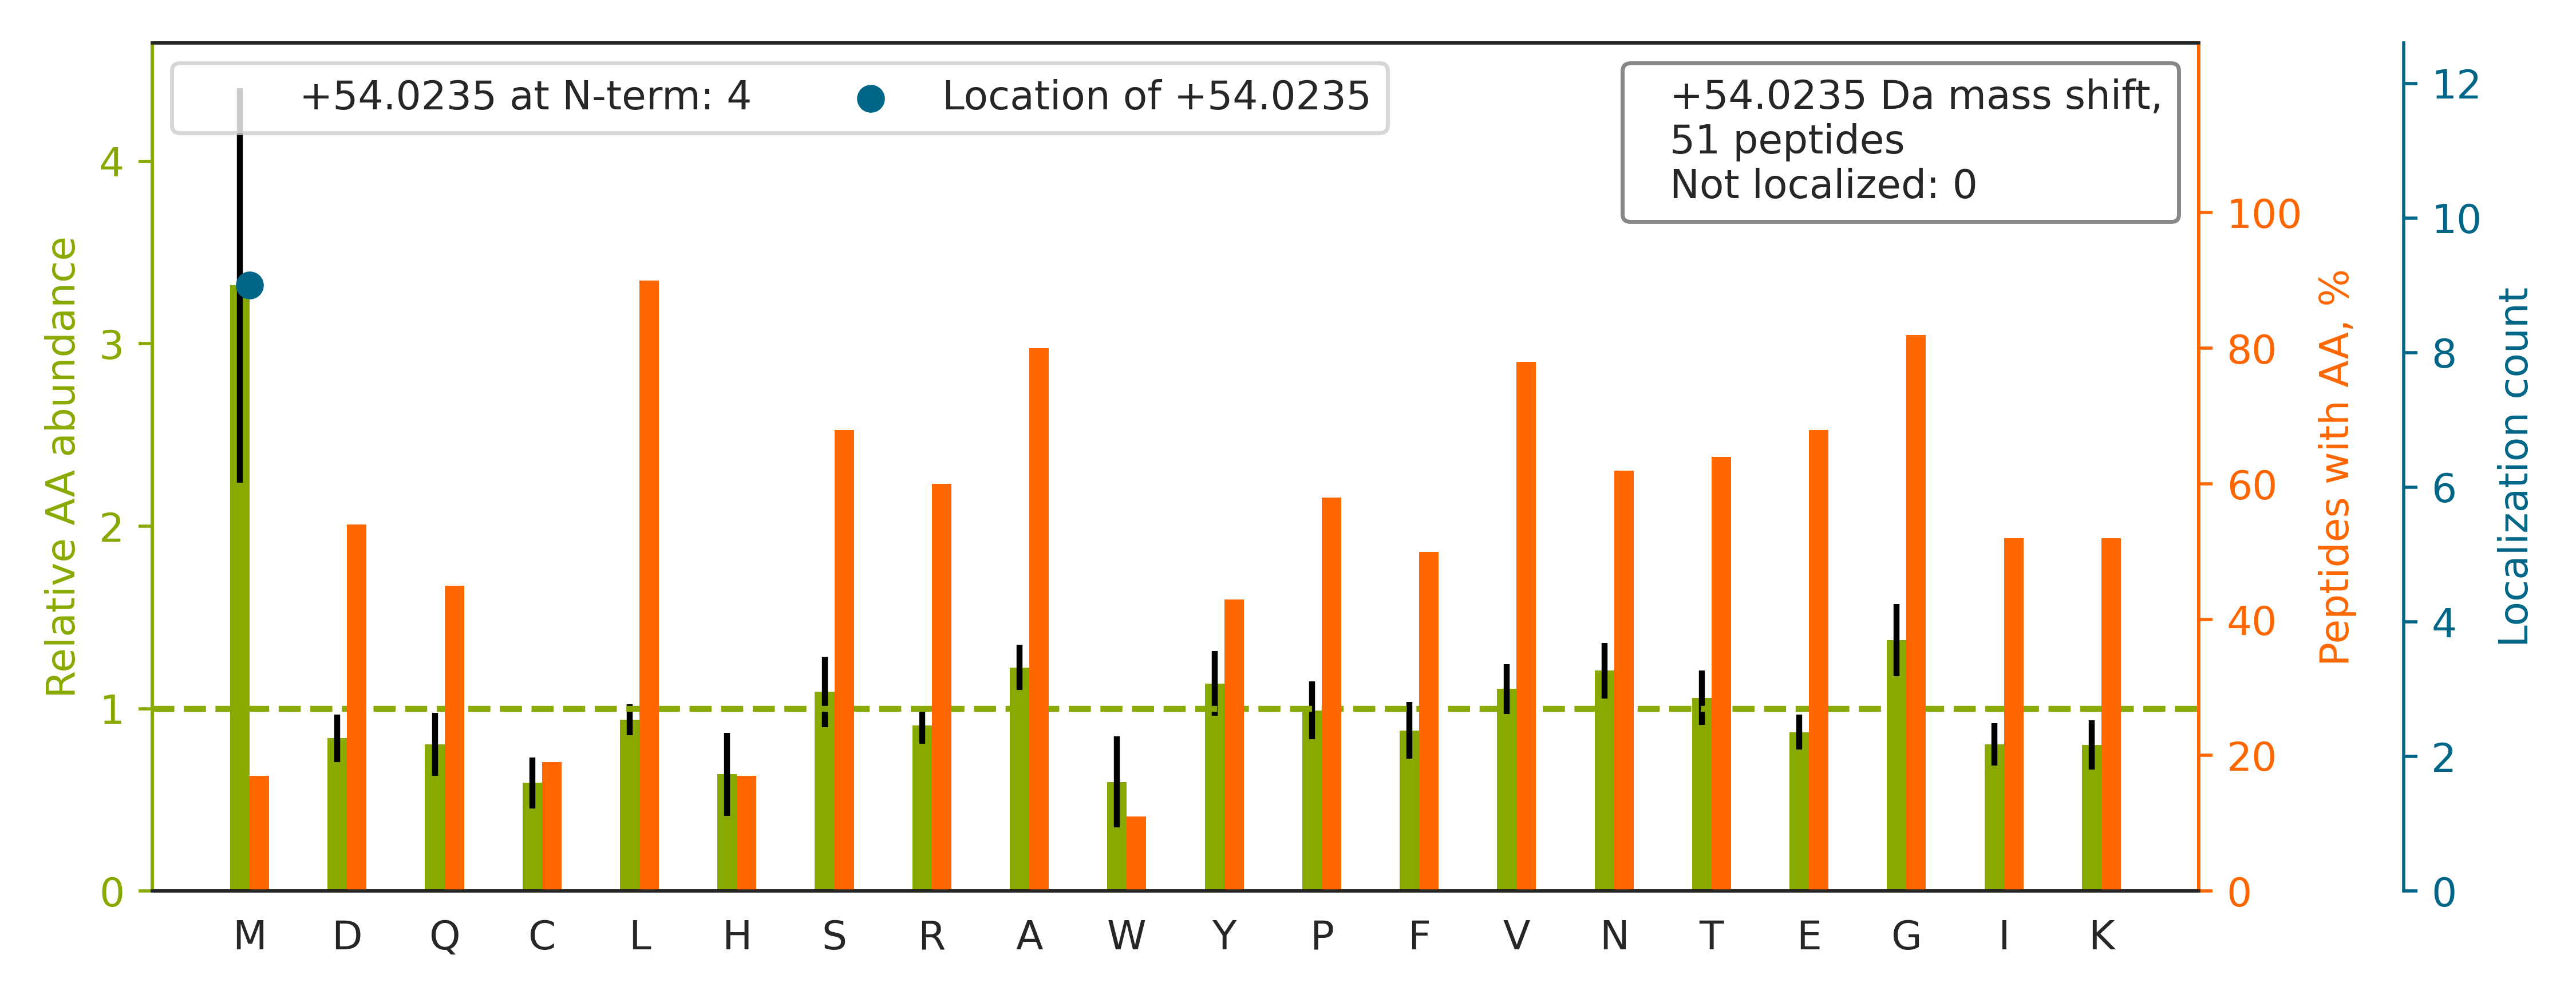 +54.0235 at N-term: 4
Location of +54.0235
+54.0235 Da mass shift,
51 peptides
Not localized: 0
Relative AA abundance
4
3
2
1
0
100
80
60
40
20
0
Peptides with AA, %
12
10
8
6
4
2
0
Localization count
M D Q C L H S R A W Y P F V N T E G I K